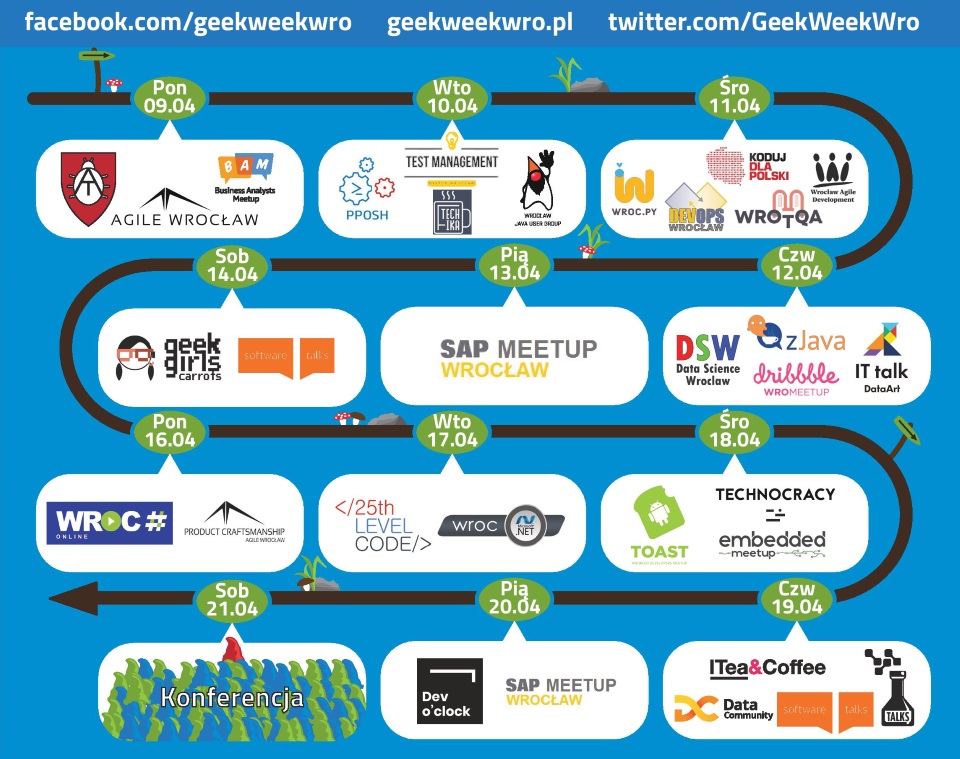 facebook.com/geekweekwro geekweekwro.pl twitter.com/GeekWeekWro
Pon
09.04
AT
BAM
Business Analysts
Meetup
AGILE WROCŁAW
Wto
10.04
PPOSH
TEST MANAGEMENT
TECH
IKA
WROCLAW
JAVA USER GROUP
Śro
11.04
WROC.PY
KODUJ
DLA
POLSKI
DEVOPS
WROCŁAW
WROTQA
Wrocław Agile
Development
Czw
12.04
DSW
Data Science
Wroclaw
zJava
dribbble
WROMEETUP
IT talk
DataArt
Pią
13.04
SAP MEETUP
WROCŁAW
Sob
14.04
geek
girls
carrots
software talks
Pon
16.04
WROC#
ONLINE
PRODUCT CRAFTSMANSHIP
AGILE WROCŁAW
Wto
17.04
</25th
LEVEL
CODE/>
wroc
.NET
Śro
18.04
TOAST
TECHNOCRACY
embedded
meetup
Czw
19.04
ITea&Coffee
DC Data
Community
software talks
TALKS
Pią
20.04
Dev
o'clock
SAP MEETUP
WROCŁAW
Sob
21.04
Konferencja